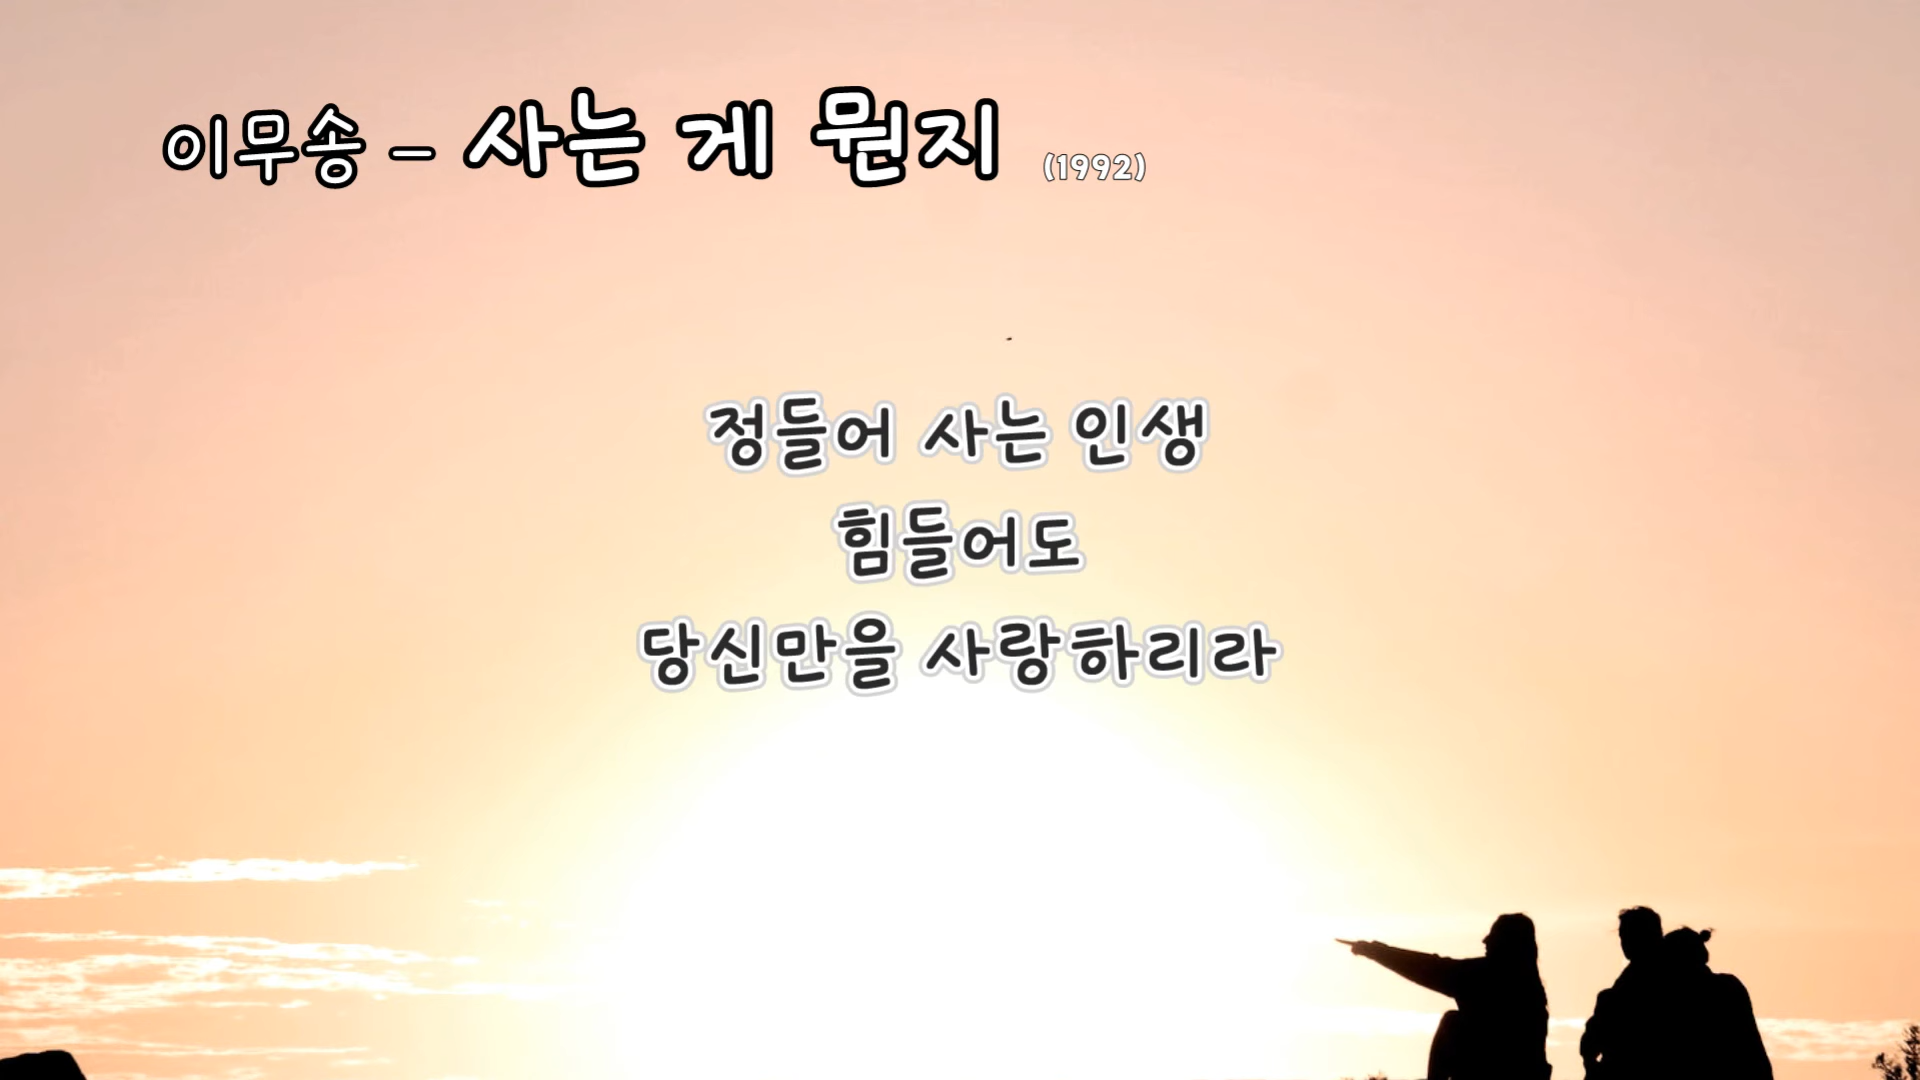 이무송 – 사는 게 뭔지 (1992)
정들어 사는 인생
힘들어도
당신만을 사랑하리라